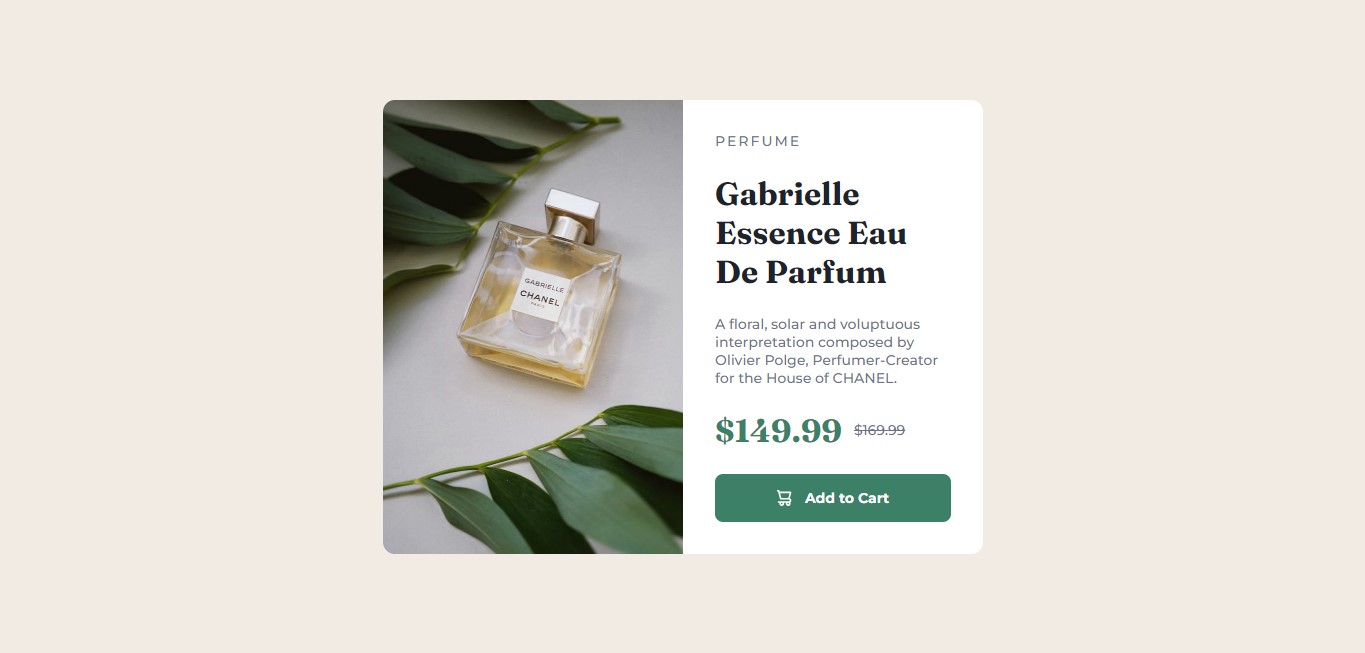 GABRIELLE
CHANEL
PARIS
PERFUME
Gabrielle
Essence Eau
De Parfum
A floral, solar and voluptuous
interpretation composed by
Olivier Polge, Perfumer-Creator
for the House of CHANEL.
$149.99 $169.99
Add to Cart